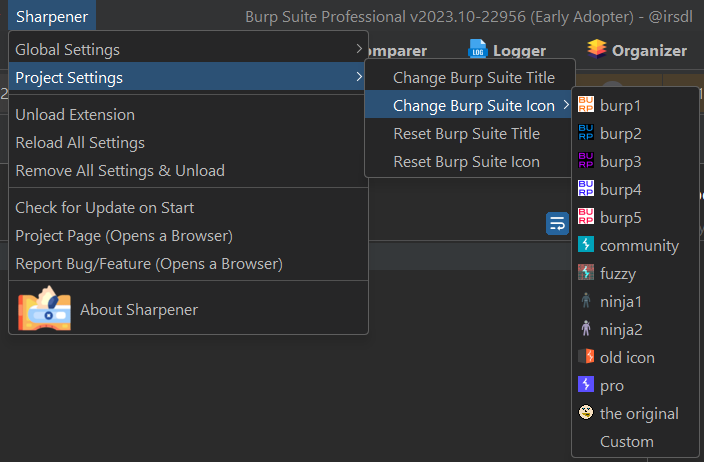 Sharpener
Burp Suite Professional v2023.10-22956 (Early Adopter) - @irsdl
omparer
Logger
Organizer
Global Settings
Project Settings
Unload Extension
Reload All Settings
Remove All Settings & Unload
Check for Update on Start
Project Page (Opens a Browser)
Report Bug/Feature (Opens a Browser)
About Sharpener
Change Burp Suite Title
Change Burp Suite Icon
Reset Burp Suite Title
Reset Burp Suite Icon
burp1
burp2
burp3
burp4
burp5
community
fuzzy
ninja1
ninja2
old icon
pro
the original
Custom